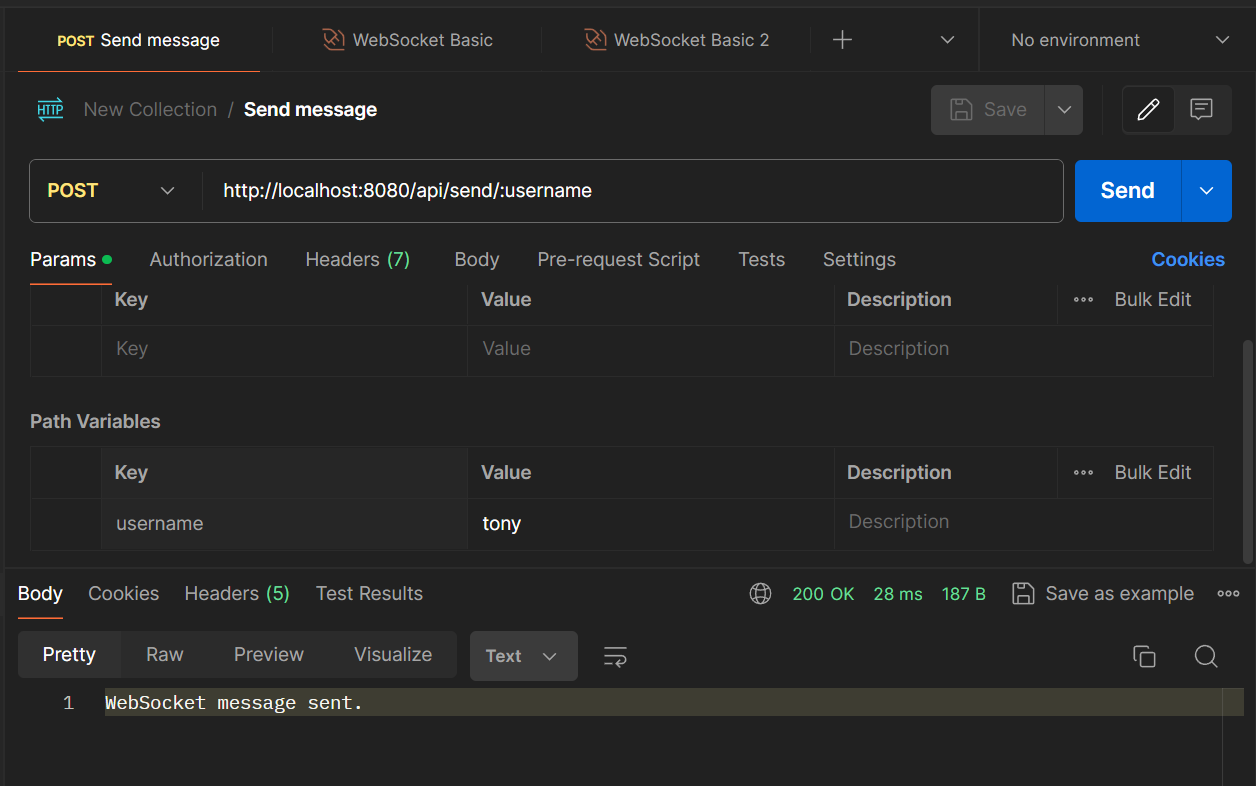 POST Send message WebSocket Basic WebSocket Basic 2 No environment
HTTP New Collection / Send message Save
POST http://localhost:8080/api/send/:username Send
Params Authorization Headers (7) Body Pre-request Script Tests Settings Cookies
Key Value Description Bulk Edit
Key Value Description
Path Variables
Key Value Description Bulk Edit
username tony Description
Body Cookies Headers (5) Test Results 200 OK 28 ms 187 B Save as example
Pretty Raw Preview Visualize Text
1 WebSocket message sent.